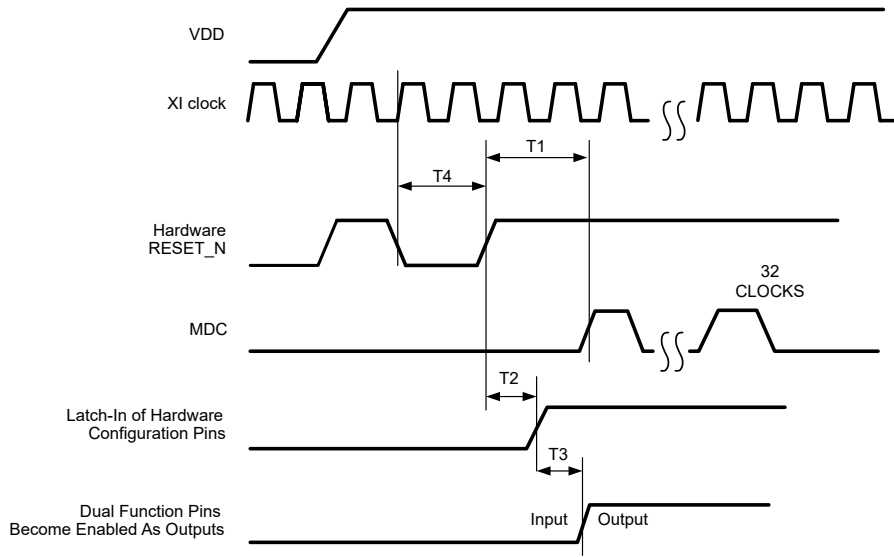 VDD
XI clock
T1
T4
Hardware
RESET_N
32
CLOCKS
MDC
T2
Latch-In of Hardware
Configuration Pins
T3
Dual Function Pins
Become Enabled As Outputs
Input
Output